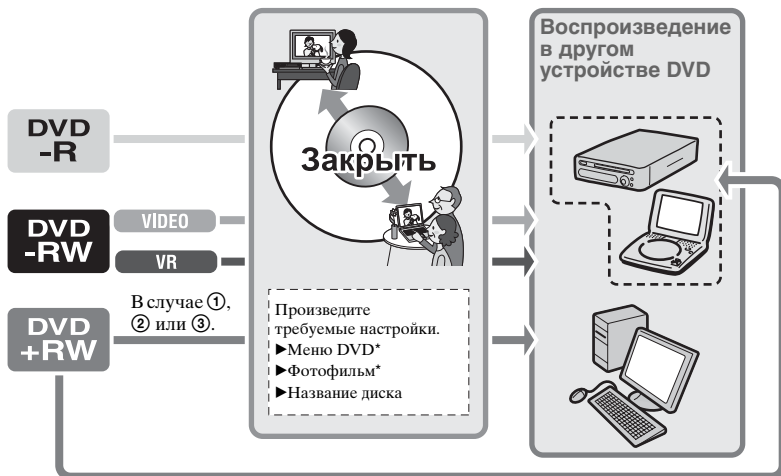 Воспроизведение
в другом
устройстве DVD
DVD
-R
Закрыть
DVD
-RW
VIDEO
VR
В случае ①,
② или ③.
DVD
+RW
Произведите
требуемые настройки.
►Меню DVD*
►Фотофильм*
►Название диска